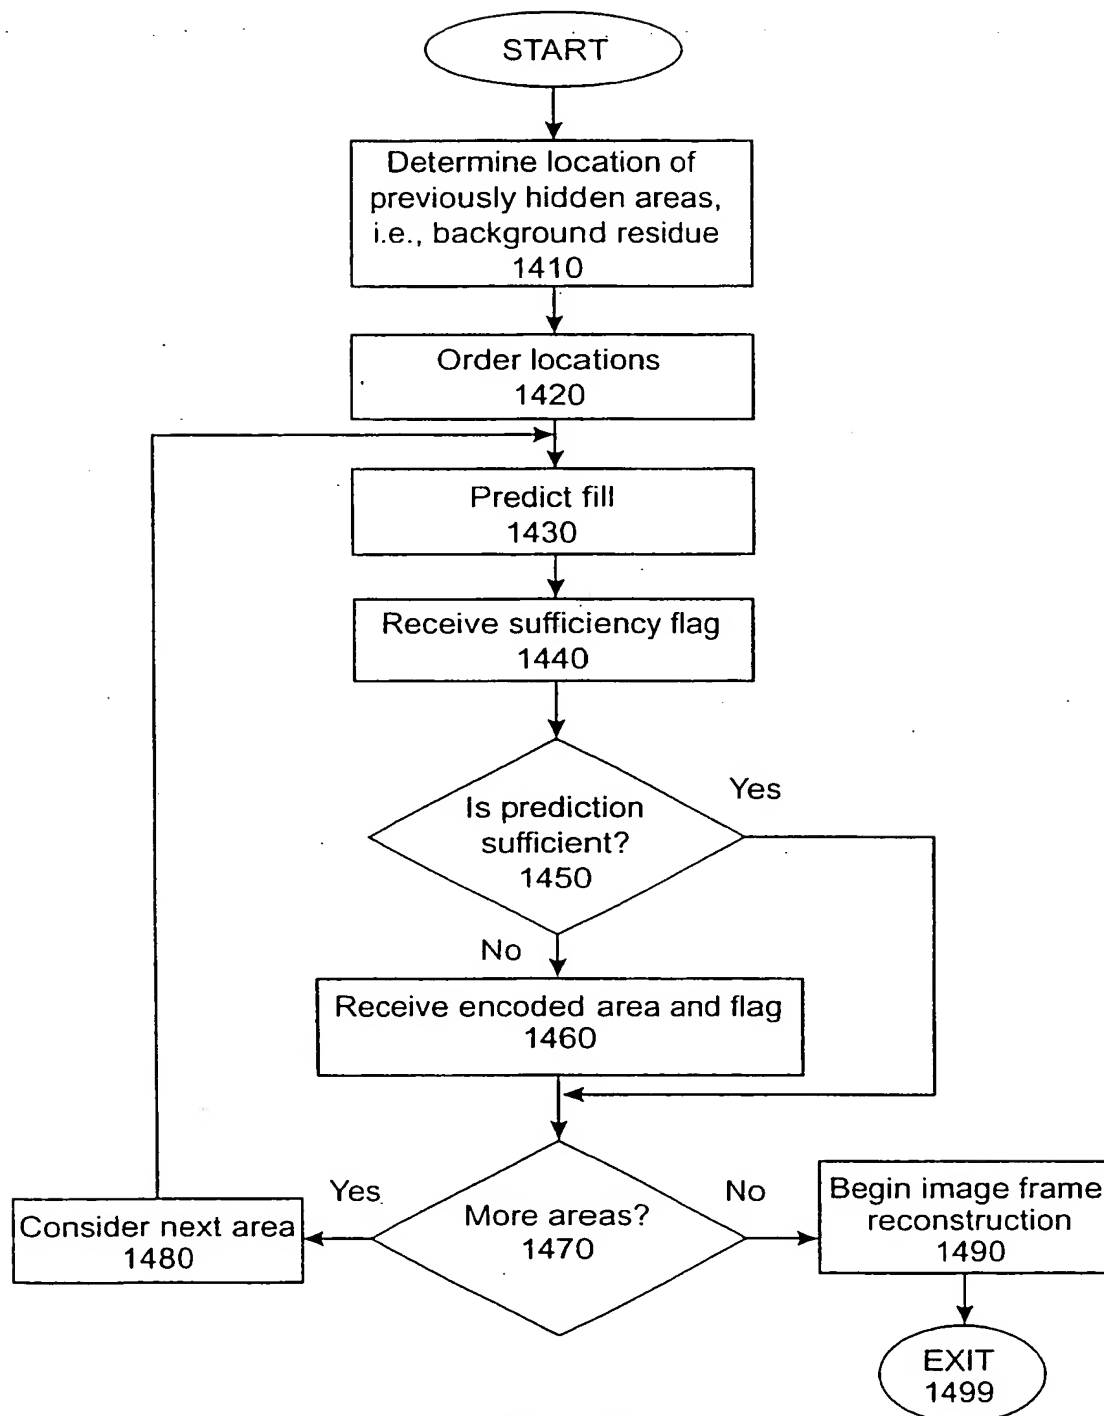 START
Determine location of
previously hidden areas,
i.e., background residue
1410
Order locations
1420
Predict fill
1430
Receive sufficiency flag
1440
Is prediction
sufficient?
1450
Yes
No
Receive encoded area and flag
1460
More areas?
1470
Yes
No
Consider next area
1480
Begin image frame
reconstruction
1490
EXIT
1499